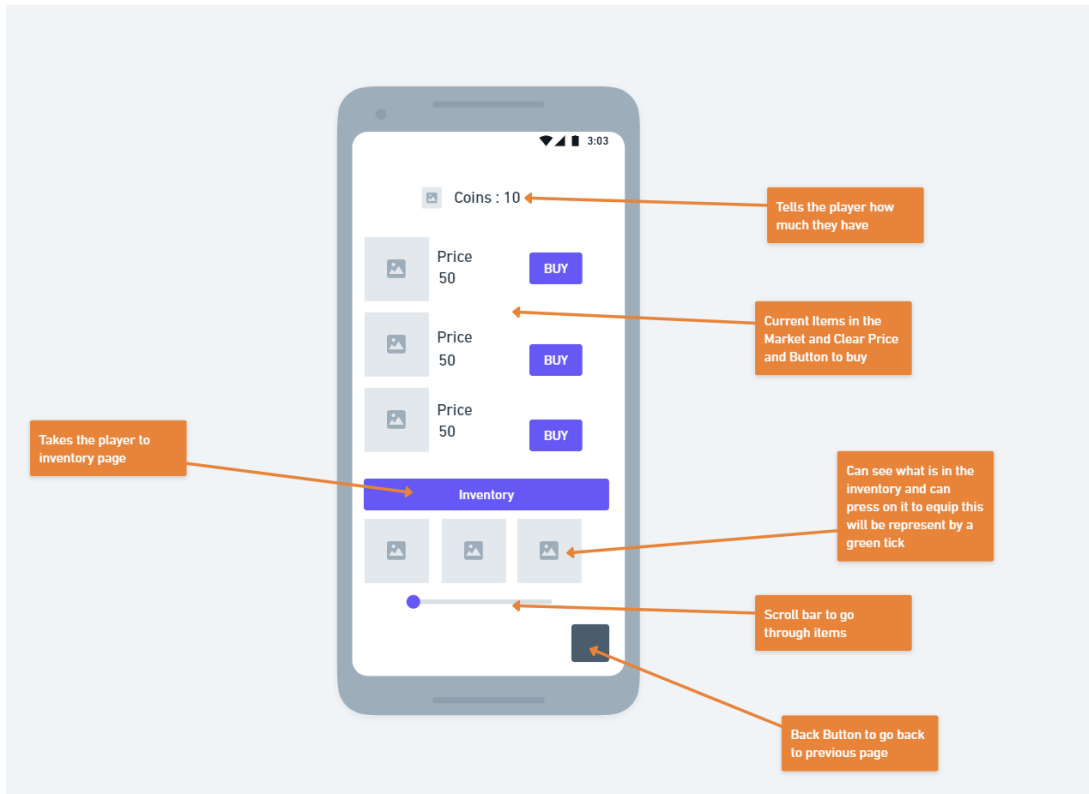 3:03
Coins : 10
Tells the player how
much they have
Price
50
BUY
Current Items in the
Market and Clear Price
and Button to buy
Price
50
BUY
Price
50
BUY
Takes the player to
inventory page
Inventory
Can see what is in the
inventory and can
press on it to equip this
will be represent by a
green tick
Scroll bar to go
through items
Back Button to go back
to previous page